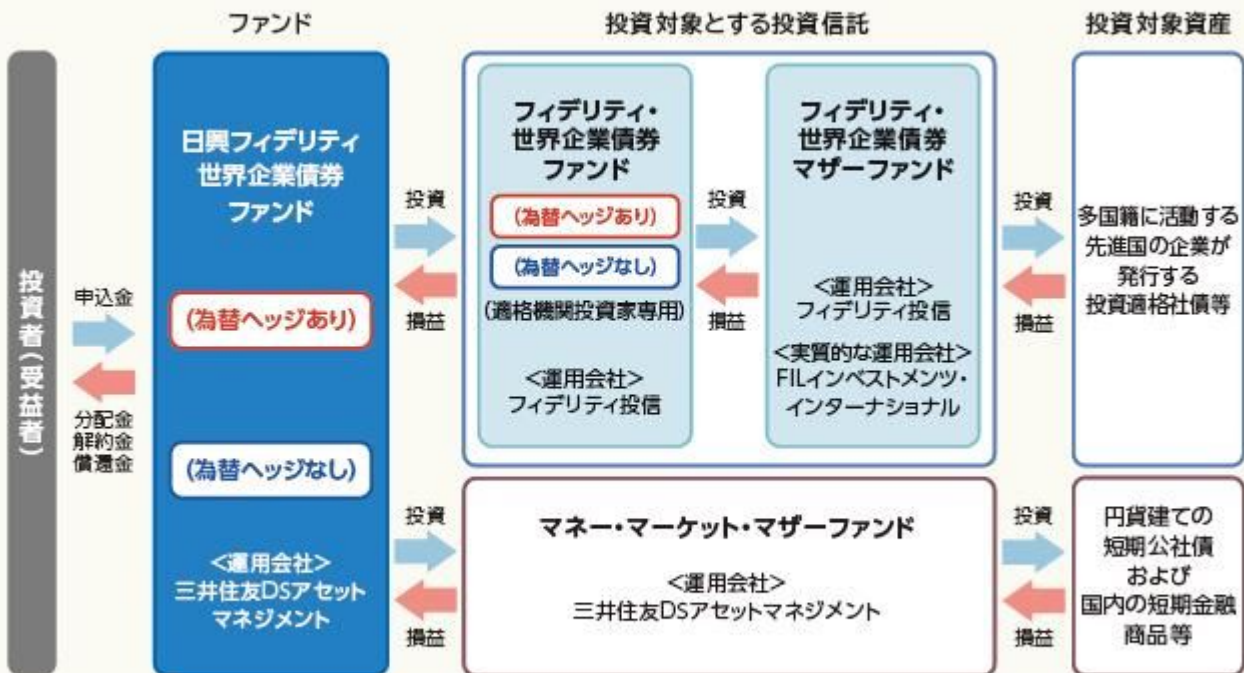 ファンド
投資対象とする投資信託
投資対象資産
投資者(受益者)
申込金
分配金
解約金
償還金
日興フィデリティ
世界企業債券
ファンド
(為替ヘッジあり)
(為替ヘッジなし)
<運用会社>
三井住友DSアセット
マネジメント
投資
損益
フィデリティ・
世界企業債券
ファンド
(為替ヘッジあり)
(為替ヘッジなし)
(適格機関投資家専用)
<運用会社>
フィデリティ投信
投資
損益
フィデリティ・
世界企業債券
マザーファンド
<運用会社>
フィデリティ投信
<実質的な運用会社>
FILインベストメンツ・
インターナショナル
投資
損益
多国籍に活動する
先進国の企業が
発行する
投資適格社債等
投資
損益
マネー・マーケット・マザーファンド
<運用会社>
三井住友DSアセットマネジメント
投資
損益
円貨建ての
短期公社債
および
国内の短期金融
商品等